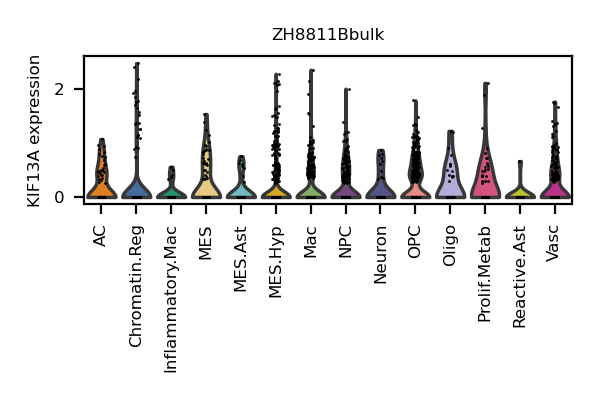 ZH8811Bbulk
KIF13A expression
2
0
AC
Chromatin.Reg
Inflammatory.Mac
MES
MES.Ast
MES.Hyp
Mac
NPC
Neuron
OPC
Oligo
Prolif.Metab
Reactive.Ast
Vasc